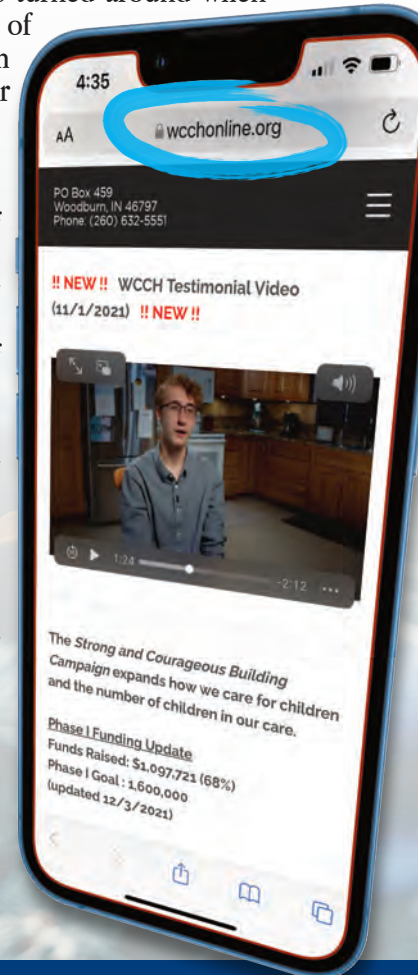 turned around when
of
4:35
AA wcchonline.org
PO Box 459
Woodburn, IN 46797
Phone: (260) 632-5551
!! NEW !! WCCH Testimonial Video
(11/1/2021) !! NEW !!
1:24 -2:12
The Strong and Courageous Building
Campaign expands how we care for children
and the number of children in our care.
Phase I Funding Update
Funds Raised: $1,097,721 (68%)
Phase I Goal : 1,600,000
(updated 12/3/2021)